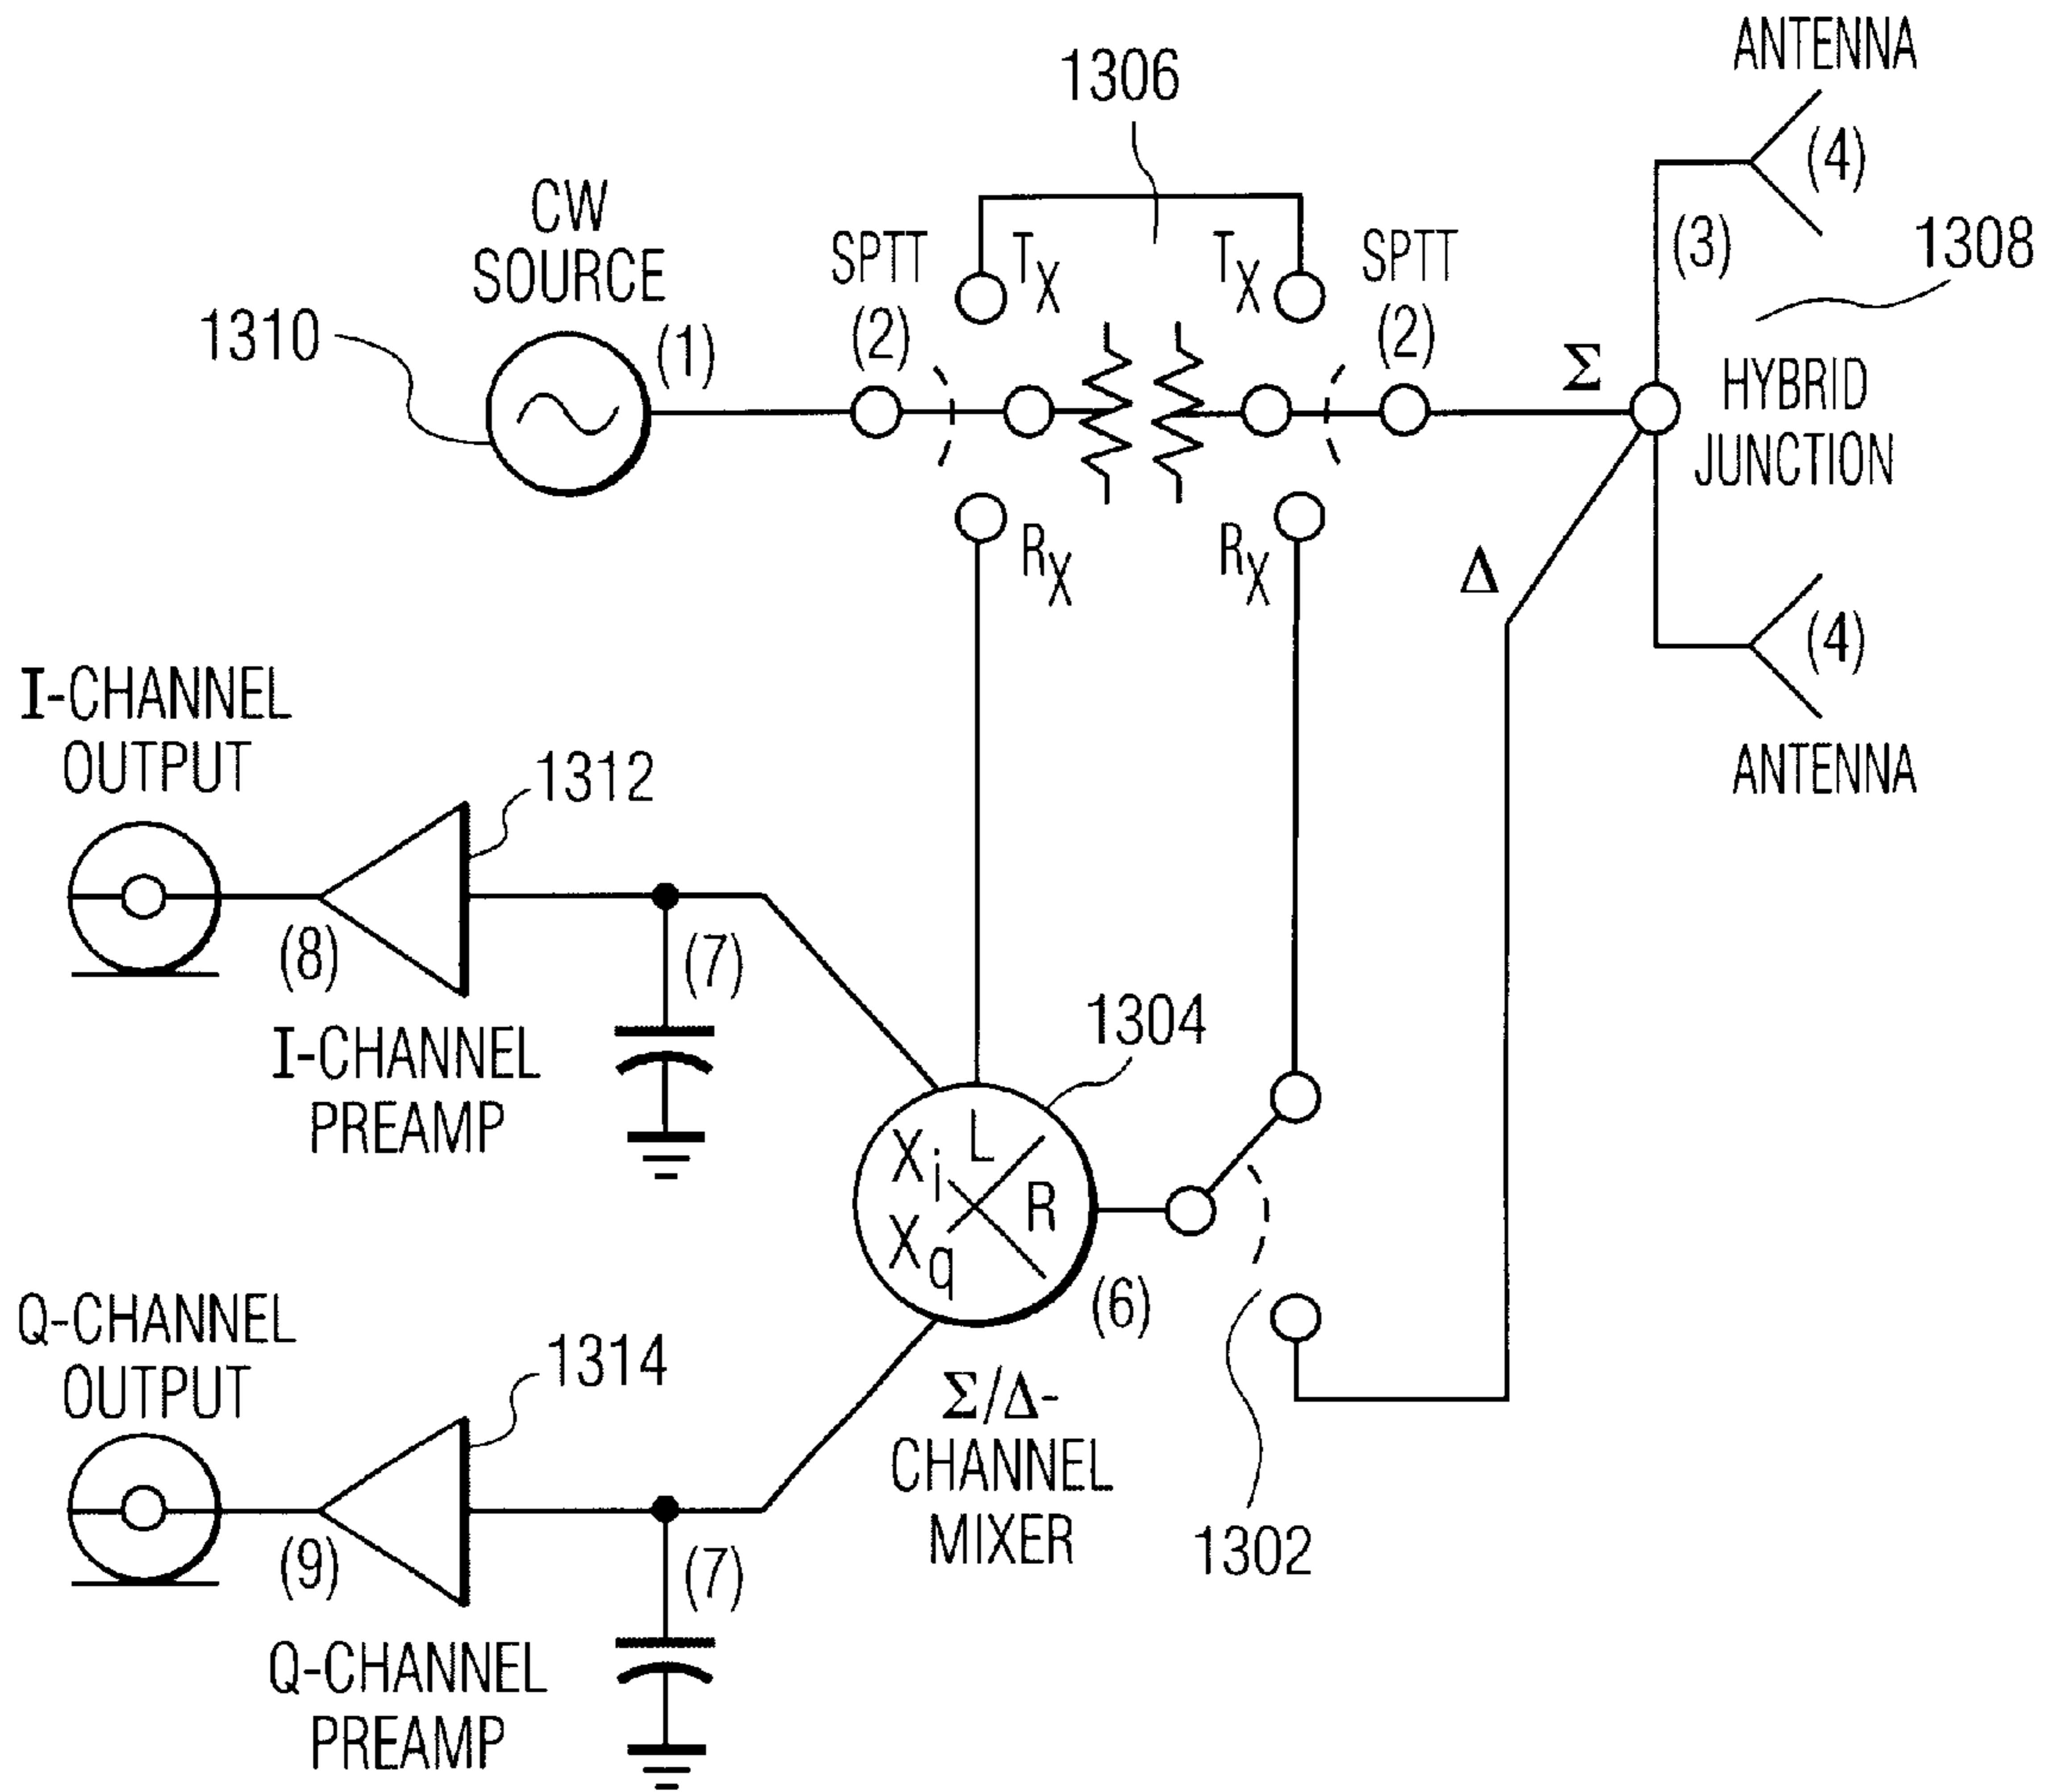 ANTENNA
1306
(4)
CW
SOURCE
(1)
SPTT
(2)
TX
TX
SPTT
(2)
(3)
1308
1310
Σ
HYBRID
JUNCTION
RX
RX
Δ
(4)
ANTENNA
I-CHANNEL
OUTPUT
1312
(8)
(7)
I-CHANNEL
PREAMP
1304
L
Xi
R
Xq
(6)
Q-CHANNEL
OUTPUT
1314
Σ/Δ-
CHANNEL
MIXER
1302
(9)
(7)
Q-CHANNEL
PREAMP